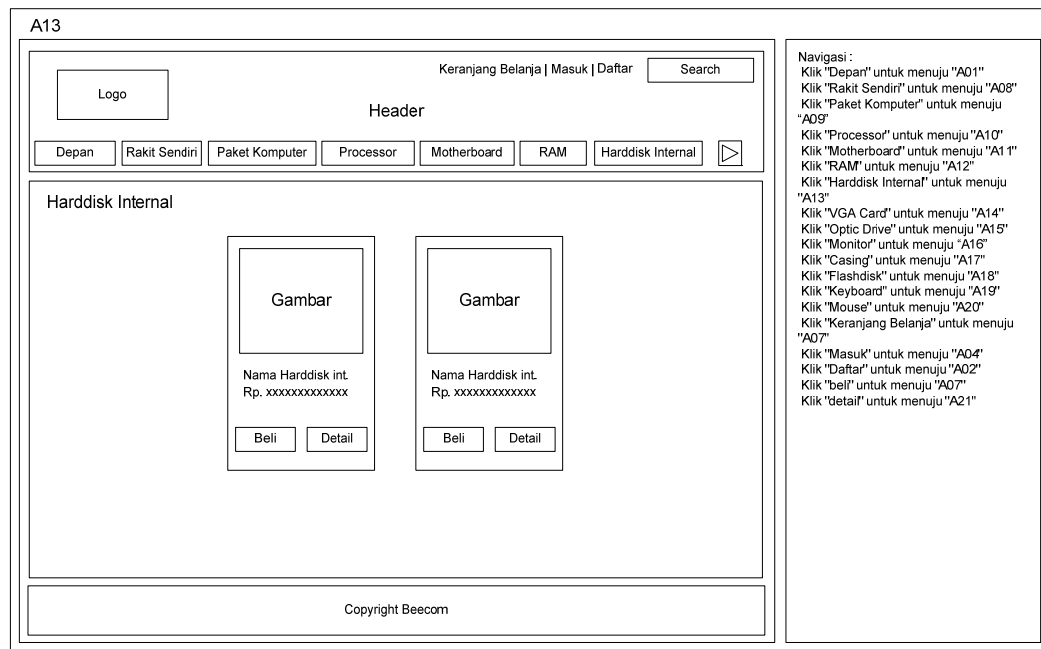 A13
Keranjang Belanja | Masuk | Daftar
Search
Logo
Header
Depan
Rakit Sendiri
Paket Komputer
Processor
Motherboard
RAM
Harddisk Internal
Harddisk Internal
Gambar
Nama Harddisk int.
Rp. xxxxxxxxxxxxx
Beli
Detail
Gambar
Nama Harddisk int.
Rp. xxxxxxxxxxxxx
Beli
Detail
Copyright Beecom
Navigasi :
Klik "Depan" untuk menuju "A01"
Klik "Rakit Sendiri" untuk menuju "A08"
Klik "Paket Komputer" untuk menuju
"A09"
Klik "Processor" untuk menuju "A10"
Klik "Motherboard" untuk menuju "A11"
Klik "RAM" untuk menuju "A12"
Klik "Harddisk Internal" untuk menuju
"A13"
Klik "VGA Card" untuk menuju "A14"
Klik "Optic Drive" untuk menuju "A15"
Klik "Monitor" untuk menuju "A16"
Klik "Casing" untuk menuju "A17"
Klik "Flashdisk" untuk menuju "A18"
Klik "Keyboard" untuk menuju "A19"
Klik "Mouse" untuk menuju "A20"
Klik "Keranjang Belanja" untuk menuju
"A07"
Klik "Masuk" untuk menuju "A04"
Klik "Daftar" untuk menuju "A02"
Klik "beli" untuk menuju "A07"
Klik "detail" untuk menuju "A21"